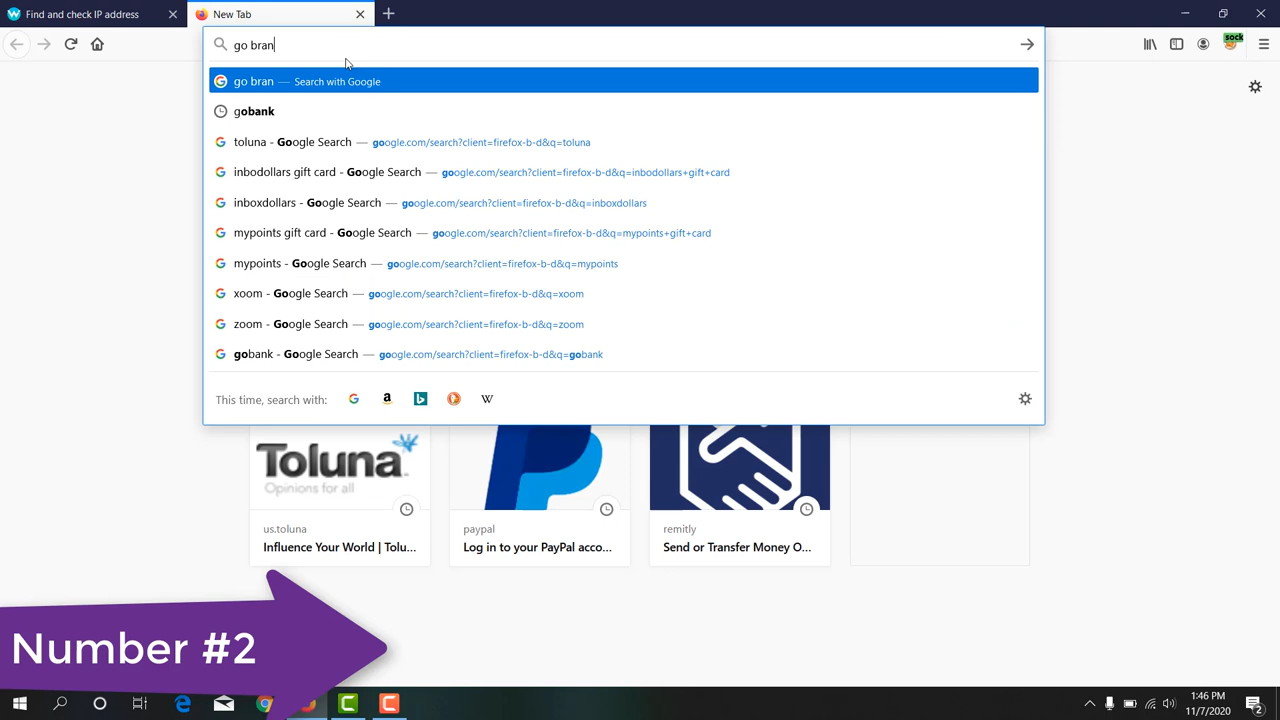 Find and check IP address
New Tab
go bran
sock
go bran — Search with Google
gobank
toluna - Google Search — google.com/search?client=firefox-b-d&q=toluna
inbodollars gift card - Google Search — google.com/search?client=firefox-b-d&q=inbodollars+gift+card
inboxdollars - Google Search — google.com/search?client=firefox-b-d&q=inboxdollars
mypoints gift card - Google Search — google.com/search?client=firefox-b-d&q=mypoints+gift+card
mypoints - Google Search — google.com/search?client=firefox-b-d&q=mypoints
xoom - Google Search — google.com/search?client=firefox-b-d&q=xoom
zoom - Google Search — google.com/search?client=firefox-b-d&q=zoom
gobank - Google Search — google.com/search?client=firefox-b-d&q=gobank
This time, search with:
Toluna
Opinions for all
us.toluna
Influence Your World | Tolu...
paypal
Log in to your PayPal acco...
remitly
Send or Transfer Money O...
Number #2
1:46 PM
11/7/2020
2